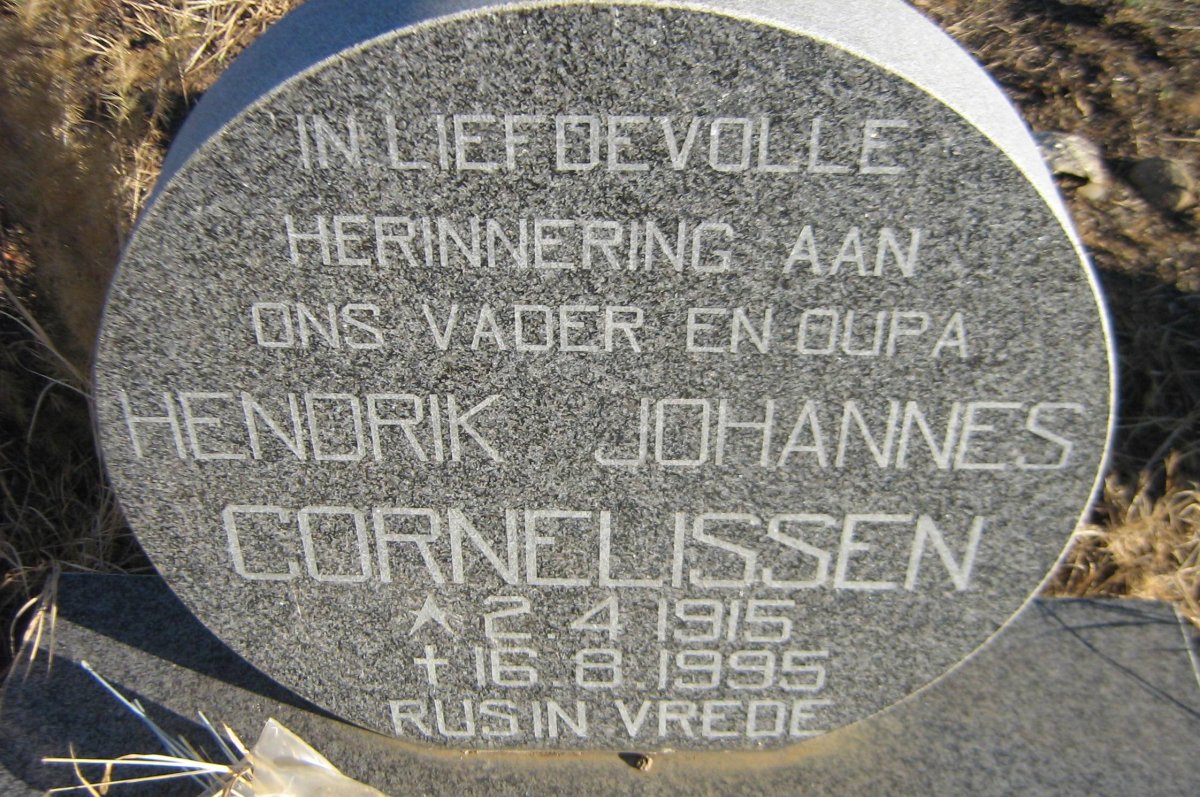 IN LIEFDEVOLLE
HERINNERING AAN
ONS VADER EN OUPA
HENDRIK JOHANNES
CORNELISSEN
★ 2.4.1915
✝ 16.8.1995
RUS IN VREDE